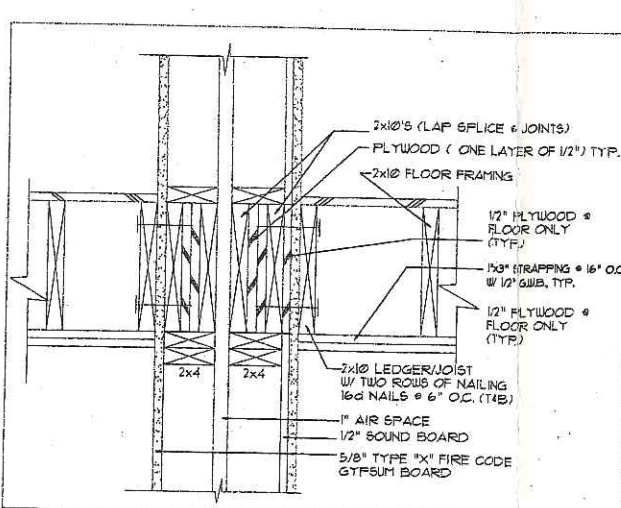 2x10'S (LAP SPLICE @ JOINTS)
PLYWOOD ( ONE LAYER OF 1/2") TYP.
2x10 FLOOR FRAMING
1/2" PLYWOOD @
FLOOR ONLY
(TYP.)
1"x3" STRAPPING @ 16" O.C.
W/ 1/2" G.W.B. TYP.
1/2" PLYWOOD @
FLOOR ONLY
(TYP.)
2x10 LEDGER/JOIST
W/ TWO ROWS OF NAILING
16d NAILS @ 6" O.C. (T&B)
2x4 2x4
1" AIR SPACE
1/2" SOUND BOARD
5/8" TYPE "X" FIRE CODE
GYPSUM BOARD